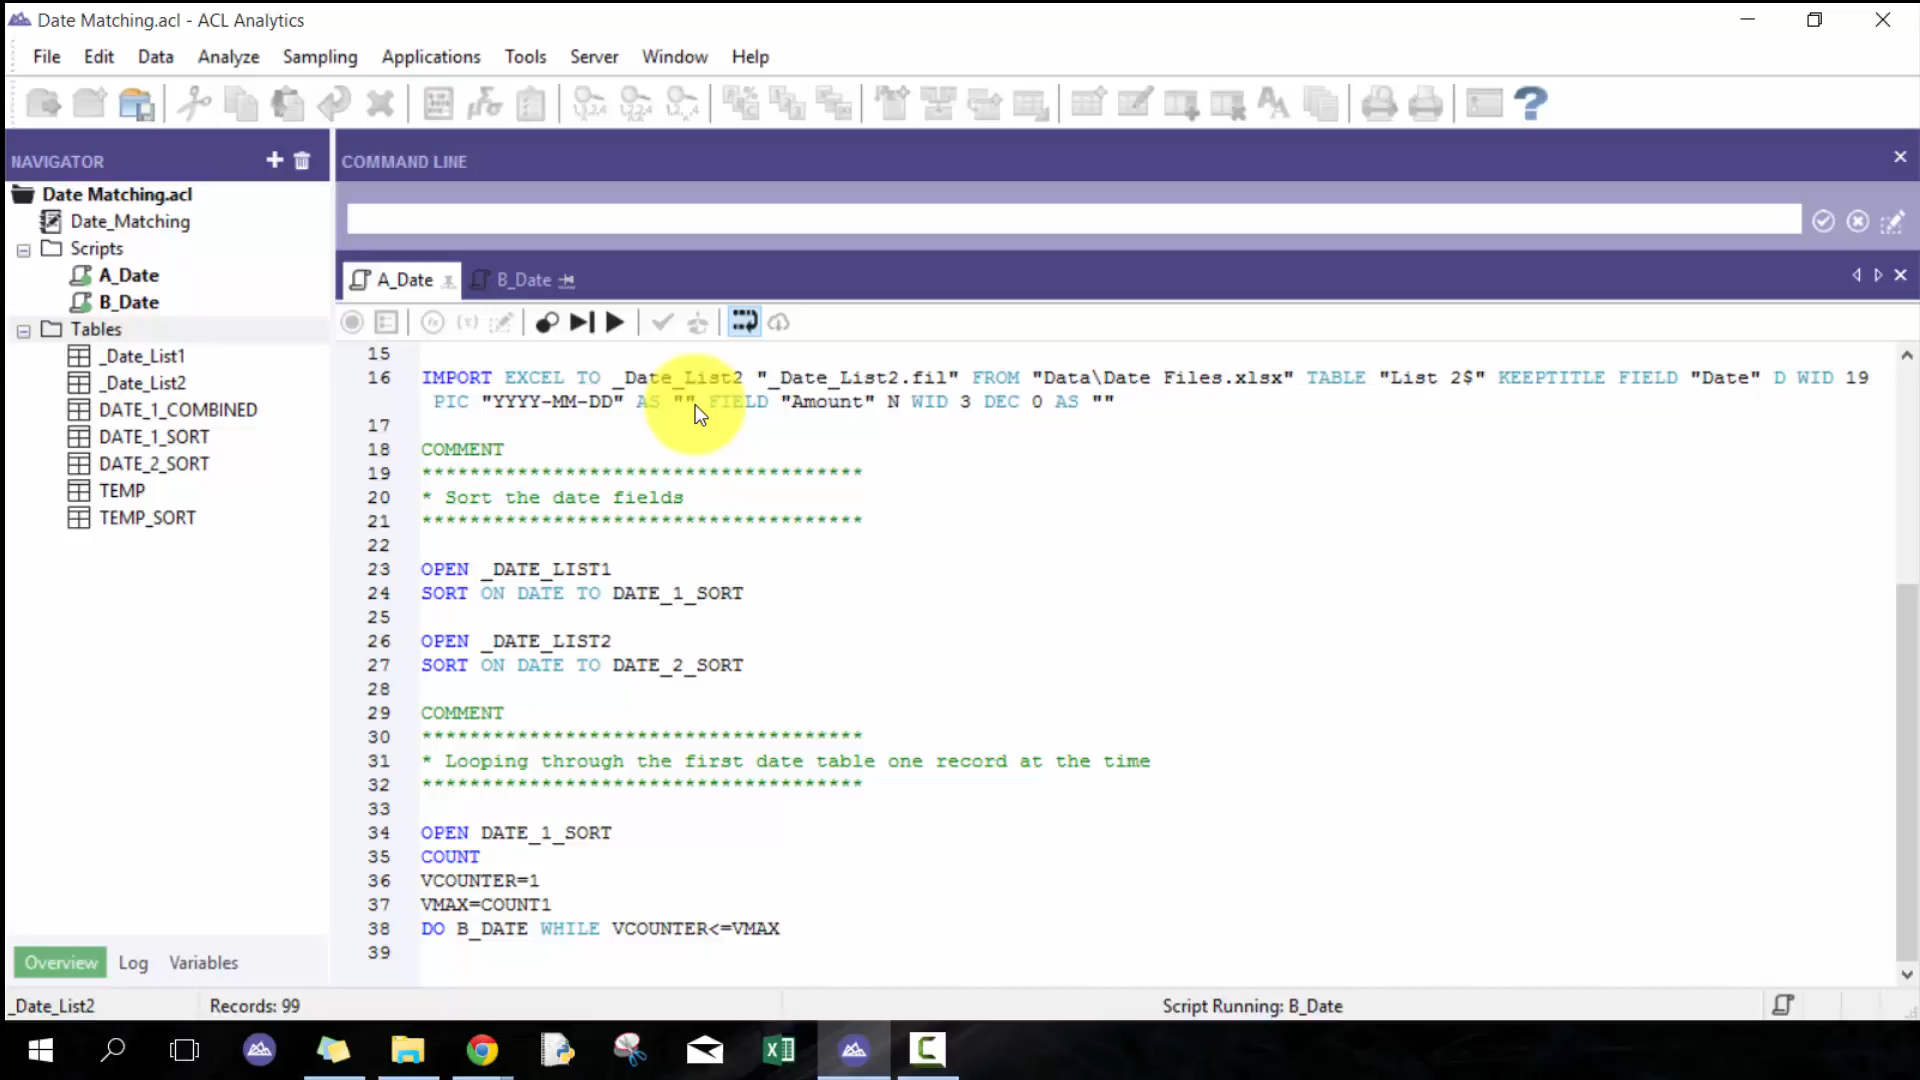 Date Matching.acl - ACL Analytics
File Edit Data Analyze Sampling Applications Tools Server Window Help
NAVIGATOR
COMMAND LINE
Date Matching.acl
Date_Matching
Scripts
A_Date
B_Date
Tables
_Date_List1
_Date_List2
DATE_1_COMBINED
DATE_1_SORT
DATE_2_SORT
TEMP
TEMP_SORT
Overview Log Variables
A_Date B_Date
15
16 IMPORT EXCEL TO _Date_List2 "_Date_List2.fil" FROM "Data\Date Files.xlsx" TABLE "List 2$" KEEPTITLE FIELD "Date" D WID 19
PIC "YYYY-MM-DD" AS "" FIELD "Amount" N WID 3 DEC 0 AS ""
17
18 COMMENT
19 *************************************
20 * Sort the date fields
21 *************************************
22
23 OPEN _DATE_LIST1
24 SORT ON DATE TO DATE_1_SORT
25
26 OPEN _DATE_LIST2
27 SORT ON DATE TO DATE_2_SORT
28
29 COMMENT
30 *************************************
31 * Looping through the first date table one record at the time
32 *************************************
33
34 OPEN DATE_1_SORT
35 COUNT
36 VCOUNTER=1
37 VMAX=COUNT1
38 DO B_DATE WHILE VCOUNTER<=VMAX
39
_Date_List2 Records: 99 Script Running: B_Date